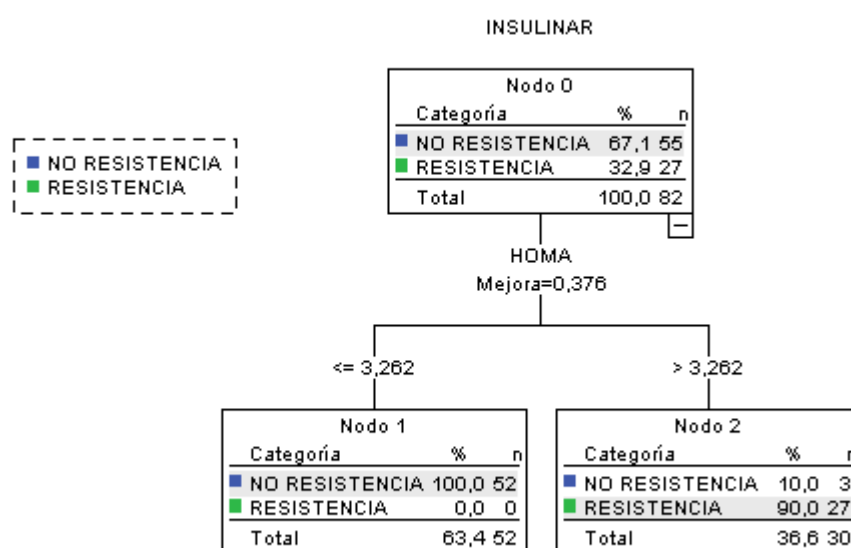 INSULINAR
Nodo 0
Categoría % n
NO RESISTENCIA 67,1 55
RESISTENCIA 32,9 27
Total 100,0 82
NO RESISTENCIA
RESISTENCIA
HOMA
Mejora=0,376
<= 3,262
> 3,262
Nodo 1
Categoría % n
NO RESISTENCIA 100,0 52
RESISTENCIA 0,0 0
Total 63,4 52
Nodo 2
Categoría % n
NO RESISTENCIA 10,0 3
RESISTENCIA 90,0 27
Total 36,6 30